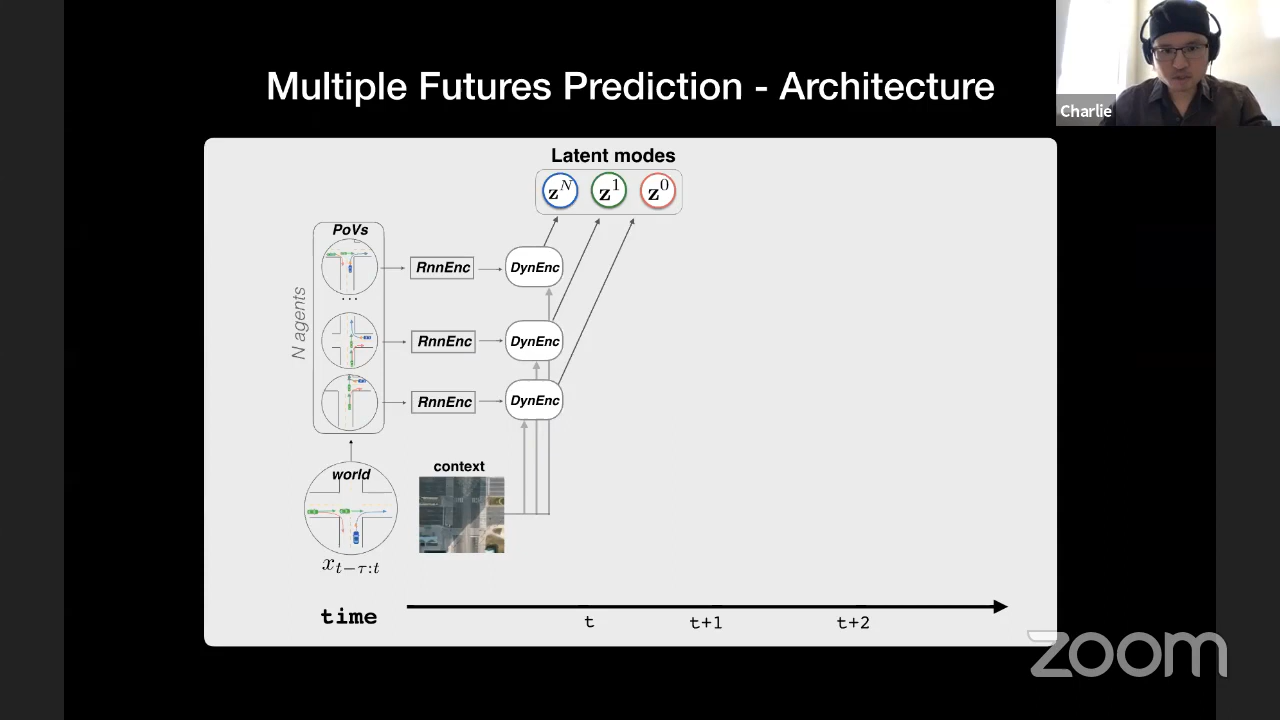 Multiple Futures Prediction - Architecture
Charlie
Latent modes
z^N z^1 z^0
PoVs
RnnEnc
DynEnc
...
N agents
RnnEnc
DynEnc
RnnEnc
DynEnc
world
context
x_{t-τ:t}
time
t
t+1
t+2
zoom